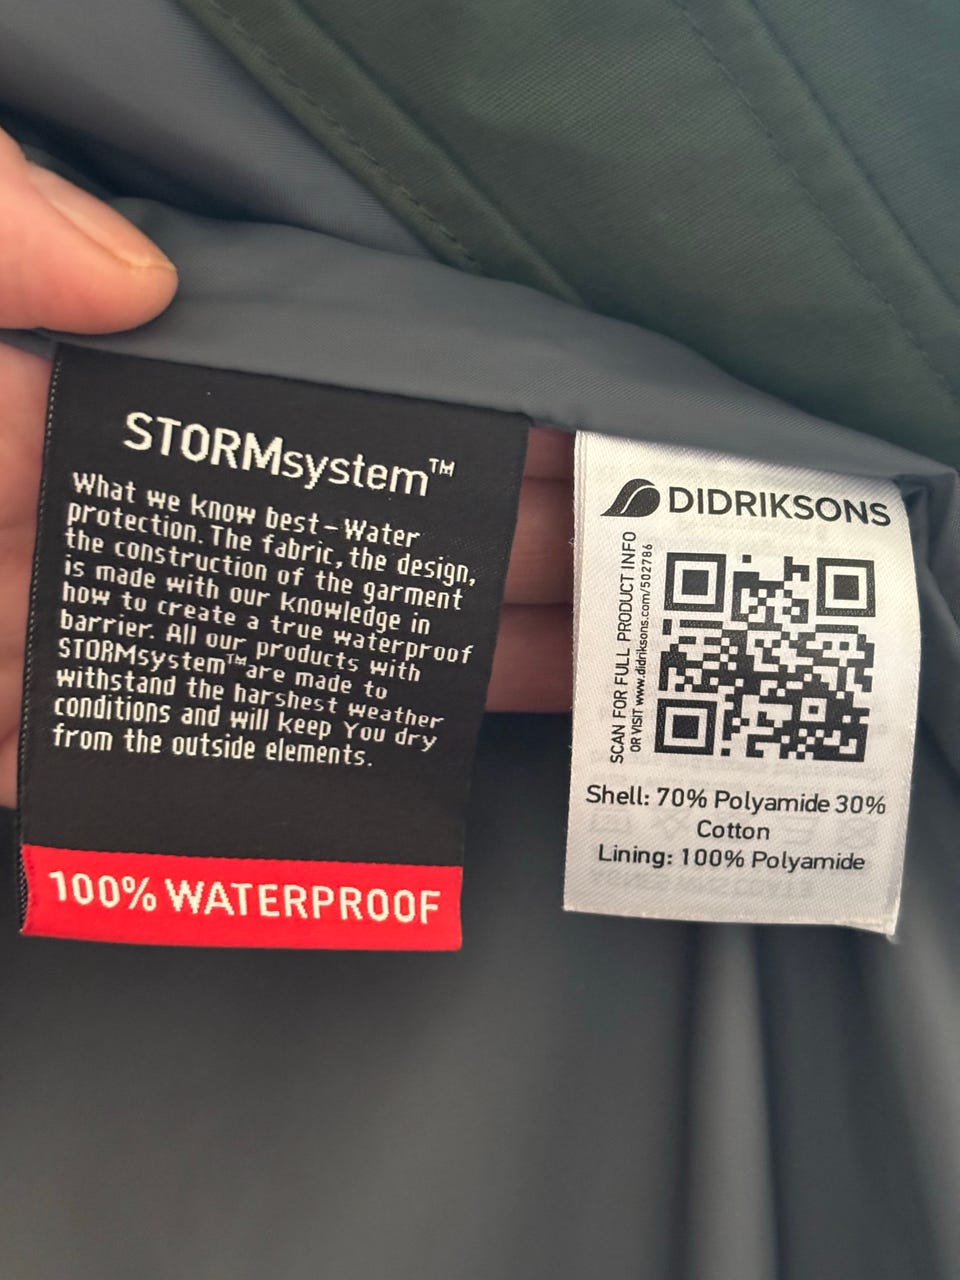 STORMsystem™
What we know best-Water
protection. The fabric, the design,
the construction of the garment
is made with our knowledge in
how to create a true waterproof
barrier. All our products with
STORMsystem™are made to
withstand the harshest weather
conditions and will keep You dry
from the outside elements.
100% WATERPROOF
DIDRIKSONS
SCAN FOR FULL PRODUCT INFO
OR VISIT www.didriksons.com/502786
Shell: 70% Polyamide 30%
Cotton
Lining: 100% Polyamide